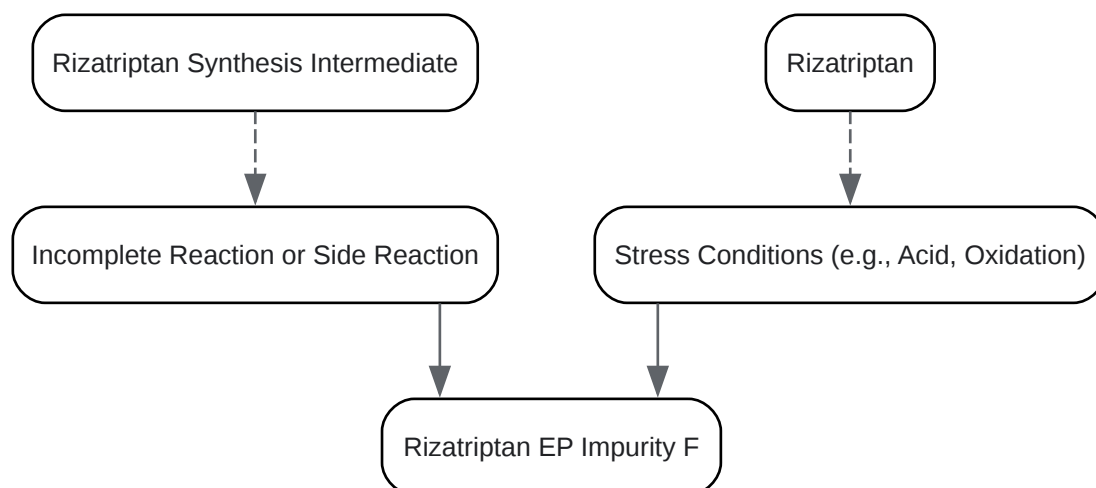 Rizatriptan Synthesis Intermediate
Rizatriptan
Incomplete Reaction or Side Reaction
Stress Conditions (e.g., Acid, Oxidation)
Rizatriptan EP Impurity F